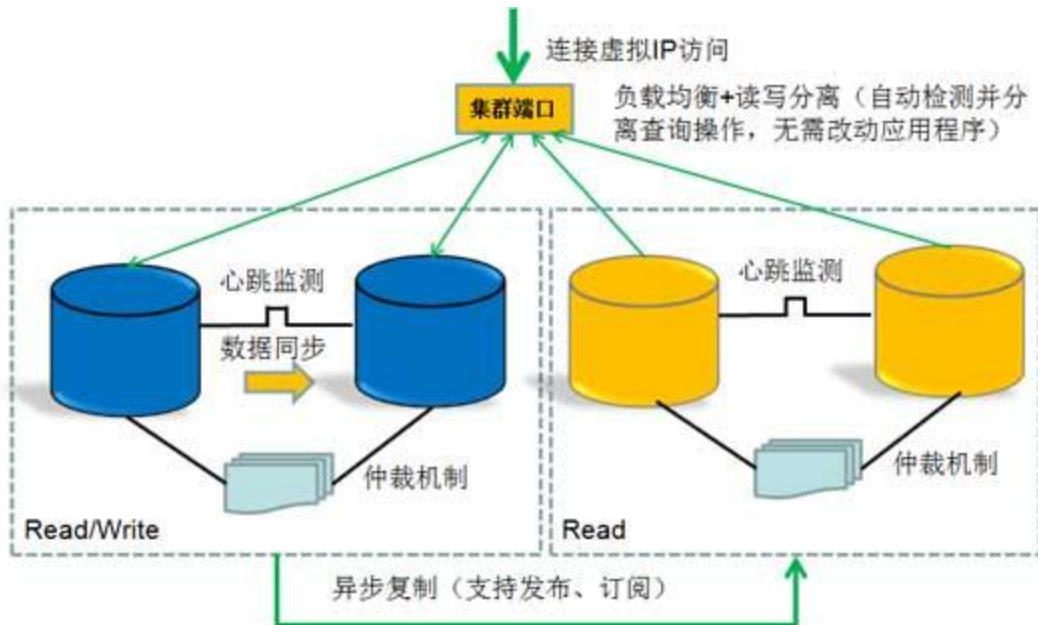 连接虚拟IP访问
集群端口
负载均衡+读写分离（自动检测并分
离查询操作，无需改动应用程序）
心跳监测
数据同步
仲裁机制
Read/Write
心跳监测
仲裁机制
Read
异步复制（支持发布、订阅）